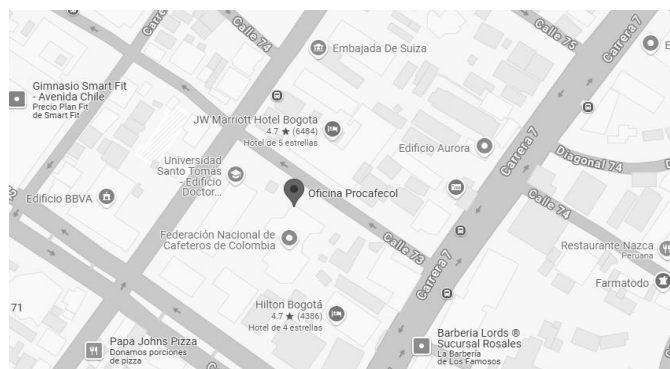 Calle 74
Calle 75
Embajada De Suiza
E
Carrera 7
Gimnasio Smart Fit
- Avenida Chile
Precio Plan Fit
de Smart Fit
JW Marriott Hotel Bogota
4.7 ★ (6484)
Hotel de 5 estrellas
Edificio Aurora
Diagonal 74
D
Carrera 7
Universidad
Santo Tomas
- Edificio
Doctor...
Edificio BBVA
Oficina Procafecol
Calle 74
Federación Nacional de
Cafeteros de Colombia
Calle 73
Restaurante Nazca
Peruana
Carrera 7
Farmatodo
71
Hilton Bogotá
4.7 ★ (4386)
Hotel de 4 estrellas
Papa Johns Pizza
Donamos porciones
de pizza
Barberia Lords ®
Sucursal Rosales
La Barbería
de Los Famosos